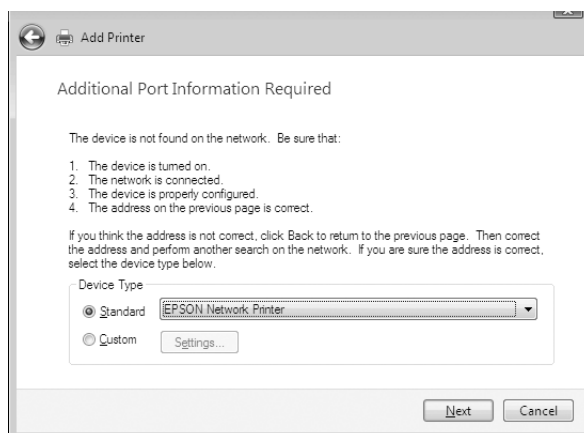 Add Printer
Additional Port Information Required
The device is not found on the network.  Be sure that:
1.  The device is turned on.
2.  The network is connected.
3.  The device is properly configured.
4.  The address on the previous page is correct.
If you think the address is not correct, click Back to return to the previous page.  Then correct
the address and perform another search on the network.  If you are sure the address is correct,
select the device type below.
Device Type
Standard EPSON Network Printer
Custom Settings...
Next Cancel